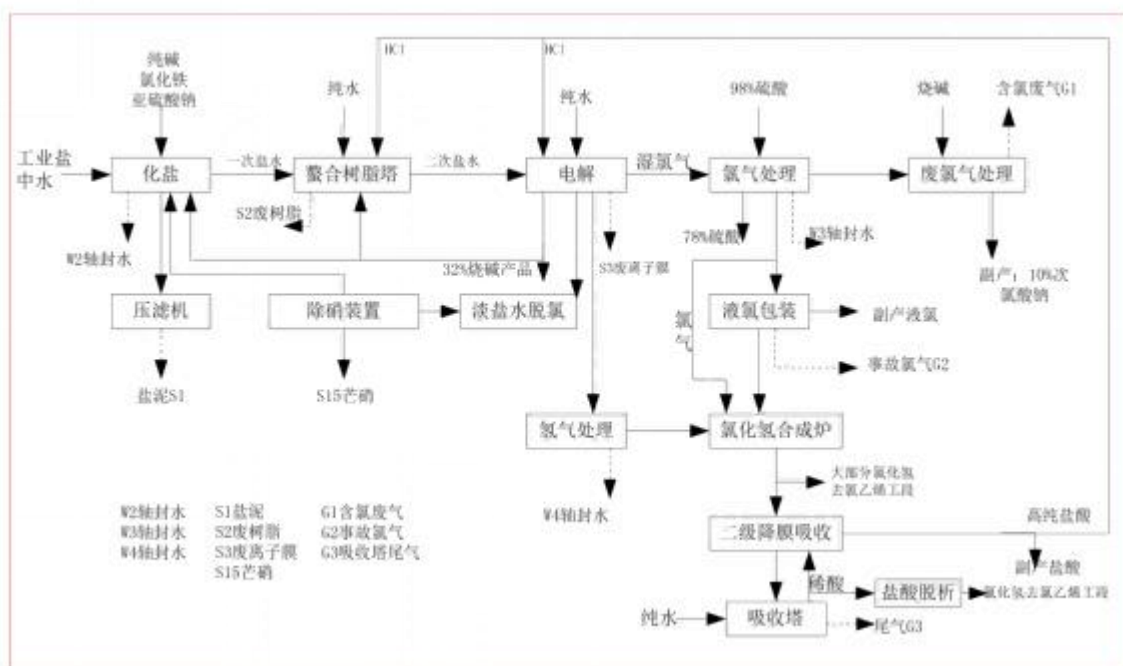 HCl
HCl
纯碱
氯化铁
亚硫酸钠
纯水
纯水
98%硫酸
烧碱
含氯废气G1
工业盐
中水
化盐
一次盐水
螯合树脂塔
二次盐水
电解
湿氯气
氯气处理
废氯气处理
S2废树脂
W2轴封水
78%硫酸
W3轴封水
32%烧碱产品
S3废离子膜
副产：10%次
氯酸钠
压滤机
除硝装置
淡盐水脱氯
氯气
液氯包装
副产液氯
事故氯气G2
盐泥S1
S15芒硝
氢气处理
氯化氢合成炉
大部分氯化氢
去氯乙烯工段
W4轴封水
W2轴封水 S1盐泥 G1含氯废气
W3轴封水 S2废树脂 G2事故氯气
W4轴封水 S3废离子膜 G3吸收塔尾气
S15芒硝
二级降膜吸收
高纯盐酸
副产盐酸
稀酸
盐酸脱析
氯化氢去氯乙烯工段
纯水
吸收塔
尾气G3